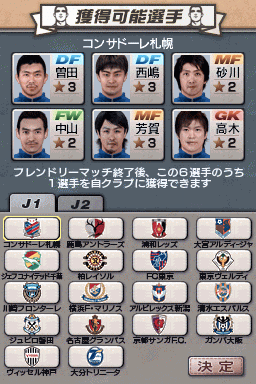 獲得可能選手
コンサドーレ札幌
DF 曽田 ★3
DF 西嶋 ★3
MF 砂川 ★2
FW 中山 ★2
MF 芳賀 ★3
GK 高木 ★2
フレンドリーマッチ終了後、この６選手のうち
１選手を自クラブに獲得できます
J1 J2
コンサドーレ札幌 鹿島アントラーズ 浦和レッズ 大宮アルディージャ
ジェフユナイテッド千葉 柏レイソル FC東京 東京ヴェルディ
川崎フロンターレ 横浜F・マリノス アルビレックス新潟 清水エスパルス
ジュビロ磐田 名古屋グランパス 京都サンガF.C. ガンバ大阪
ヴィッセル神戸 大分トリニータ 決定